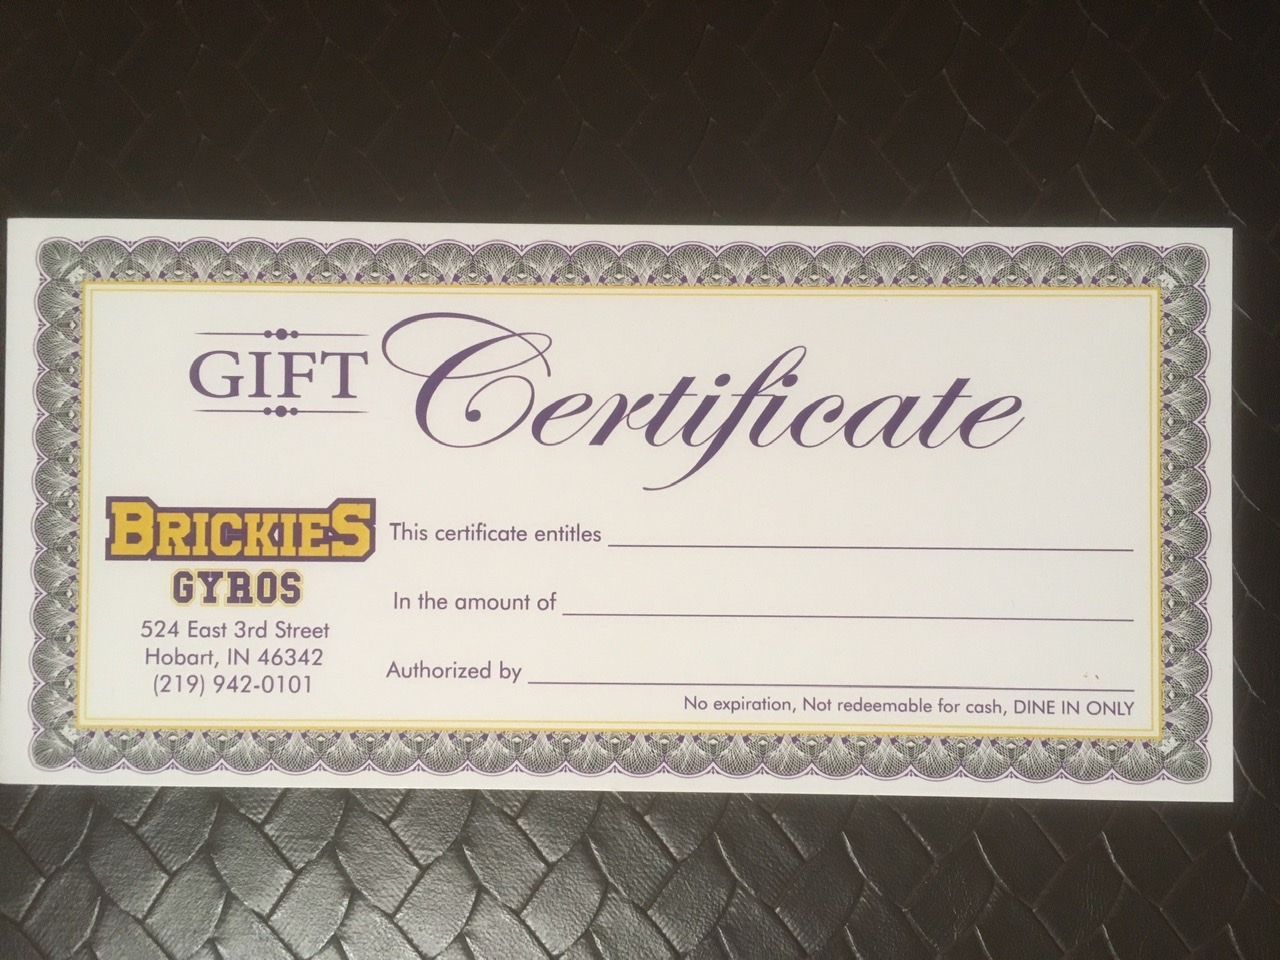 GIFT Certificate
BRICKIES
GYROS
524 East 3rd Street
Hobart, IN 46342
(219) 942-0101
This certificate entitles
In the amount of
Authorized by
No expiration, Not redeemable for cash, DINE IN ONLY